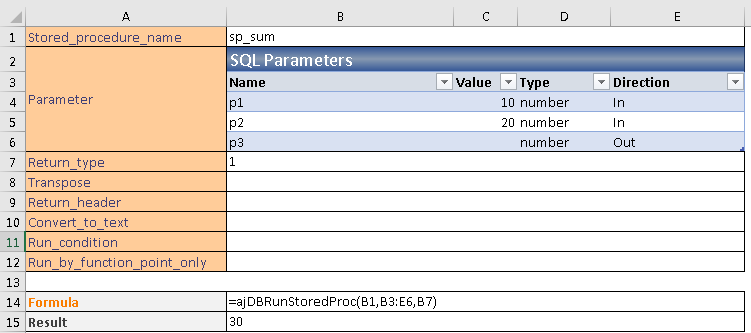 A B C D E
1 Stored_procedure_name sp_sum
2 SQL Parameters
3 Name Value Type Direction
Parameter
4 p1 10 number In
5 p2 20 number In
6 p3 number Out
7 Return_type 1
8 Transpose
9 Return_header
10 Convert_to_text
11 Run_condition
12 Run_by_function_point_only
13
14 Formula =ajDBRunStoredProc(B1,B3:E6,B7)
15 Result 30